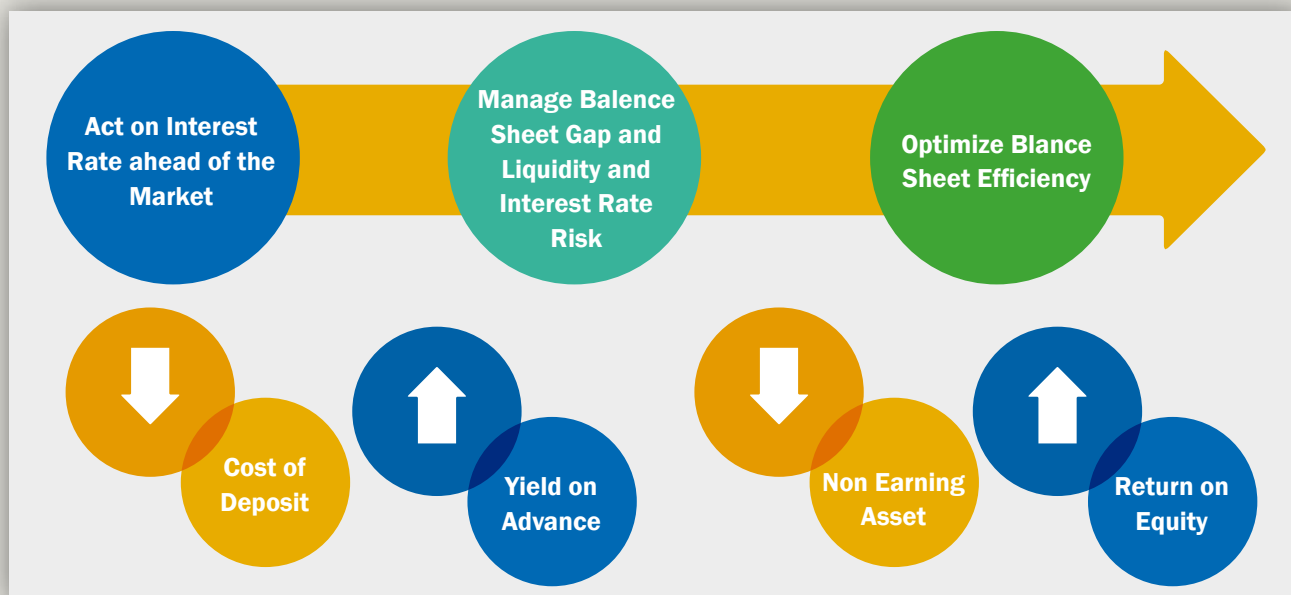 Act on Interest
Rate ahead of the
Market
Manage Balence
Sheet Gap and
Liquidity and
Interest Rate
Risk
Optimize Blance
Sheet Efficiency
Cost of
Deposit
Yield on
Advance
Non Earning
Asset
Return on
Equity